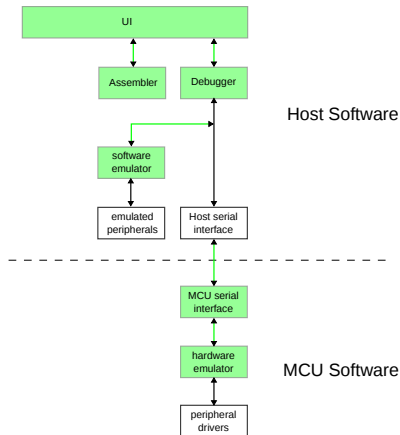 UI
Assembler
Debugger
Host Software
software
emulator
emulated
peripherals
Host serial
interface
MCU serial
interface
hardware
emulator
MCU Software
peripheral
drivers